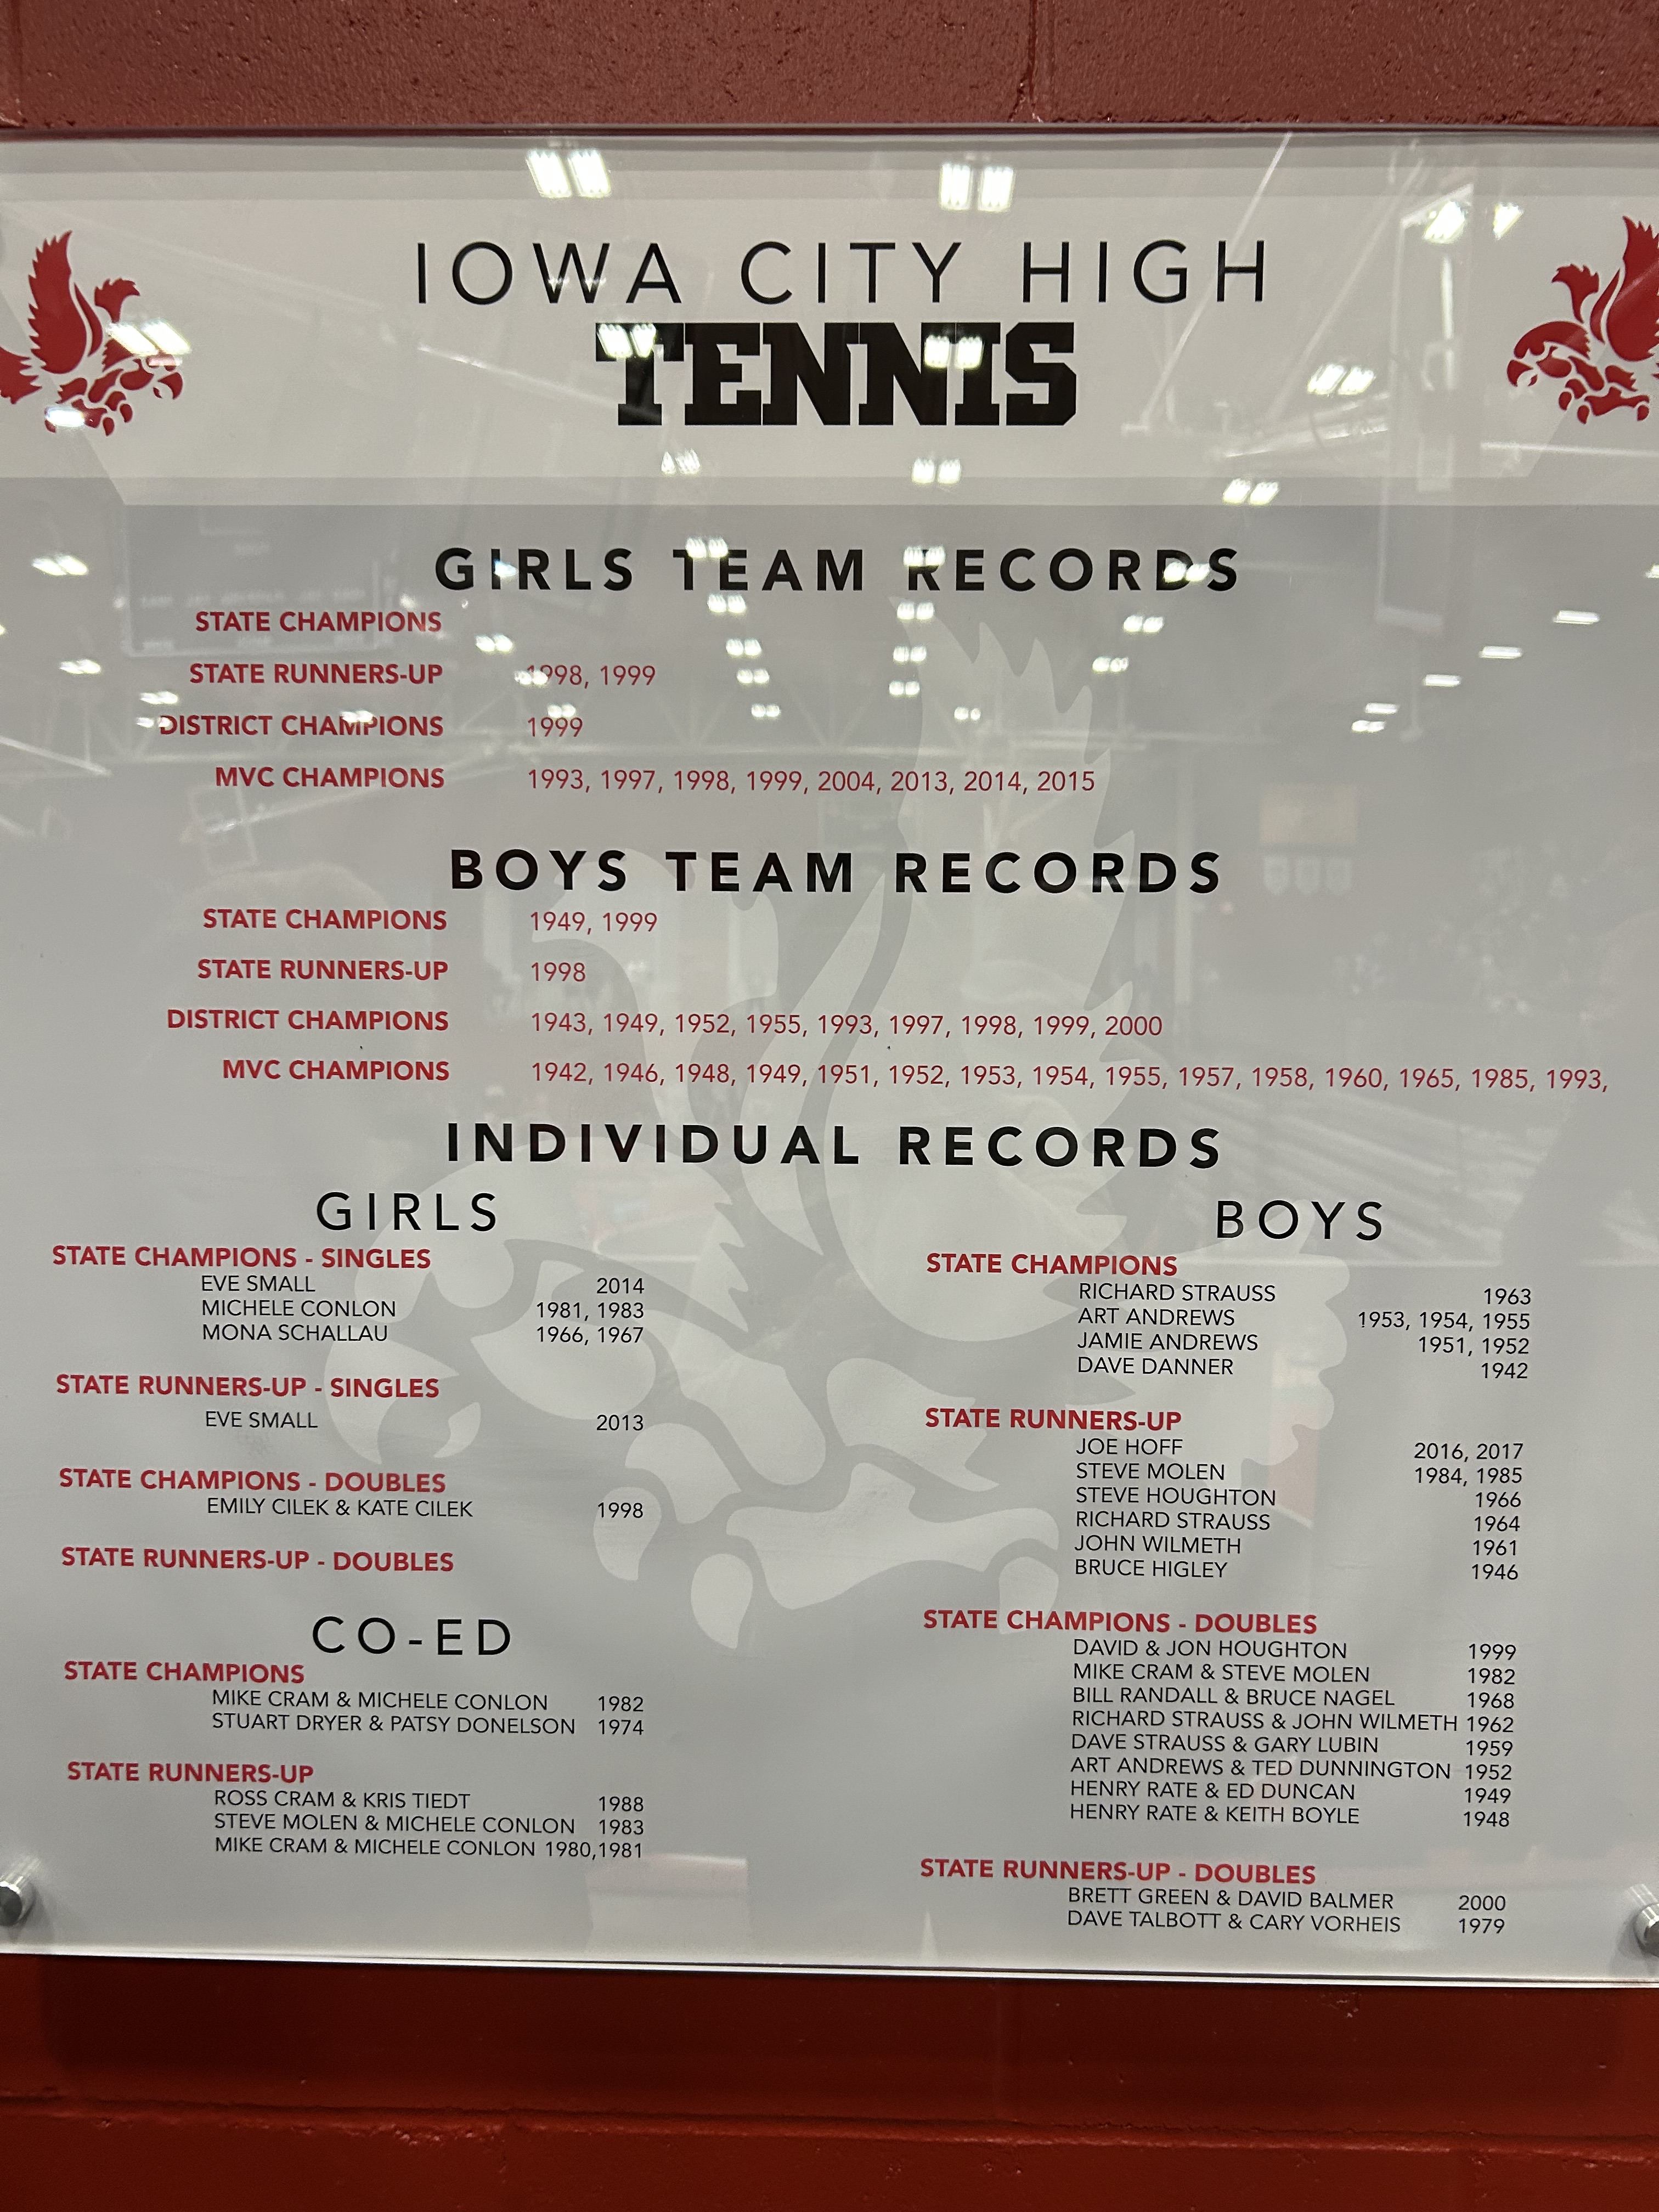 IOWA CITY HIGH
TENNIS
GIRLS TEAM RECORDS
STATE CHAMPIONS
STATE RUNNERS-UP 1998, 1999
DISTRICT CHAMPIONS 1999
MVC CHAMPIONS 1993, 1997, 1998, 1999, 2004, 2013, 2014, 2015
BOYS TEAM RECORDS
STATE CHAMPIONS 1949, 1999
STATE RUNNERS-UP 1998
DISTRICT CHAMPIONS 1943, 1949, 1952, 1955, 1993, 1997, 1998, 1999, 2000
MVC CHAMPIONS 1942, 1946, 1948, 1949, 1951, 1952, 1953, 1954, 1955, 1957, 1958, 1960, 1965, 1985, 1993,
INDIVIDUAL RECORDS
GIRLS
STATE CHAMPIONS - SINGLES
EVE SMALL 2014
MICHELE CONLON 1981, 1983
MONA SCHALLAU 1966, 1967
STATE RUNNERS-UP - SINGLES
EVE SMALL 2013
STATE CHAMPIONS - DOUBLES
EMILY CILEK & KATE CILEK 1998
STATE RUNNERS-UP - DOUBLES
CO-ED
STATE CHAMPIONS
MIKE CRAM & MICHELE CONLON 1982
STUART DRYER & PATSY DONELSON 1974
STATE RUNNERS-UP
ROSS CRAM & KRIS TIEDT 1988
STEVE MOLEN & MICHELE CONLON 1983
MIKE CRAM & MICHELE CONLON 1980,1981
BOYS
STATE CHAMPIONS
RICHARD STRAUSS 1963
ART ANDREWS 1953, 1954, 1955
JAMIE ANDREWS 1951, 1952
DAVE DANNER 1942
STATE RUNNERS-UP
JOE HOFF 2016, 2017
STEVE MOLEN 1984, 1985
STEVE HOUGHTON 1966
RICHARD STRAUSS 1964
JOHN WILMETH 1961
BRUCE HIGLEY 1946
STATE CHAMPIONS - DOUBLES
DAVID & JON HOUGHTON 1999
MIKE CRAM & STEVE MOLEN 1982
BILL RANDALL & BRUCE NAGEL 1968
RICHARD STRAUSS & JOHN WILMETH 1962
DAVE STRAUSS & GARY LUBIN 1959
ART ANDREWS & TED DUNNINGTON 1952
HENRY RATE & ED DUNCAN 1949
HENRY RATE & KEITH BOYLE 1948
STATE RUNNERS-UP - DOUBLES
BRETT GREEN & DAVID BALMER 2000
DAVE TALBOTT & CARY VORHEIS 1979